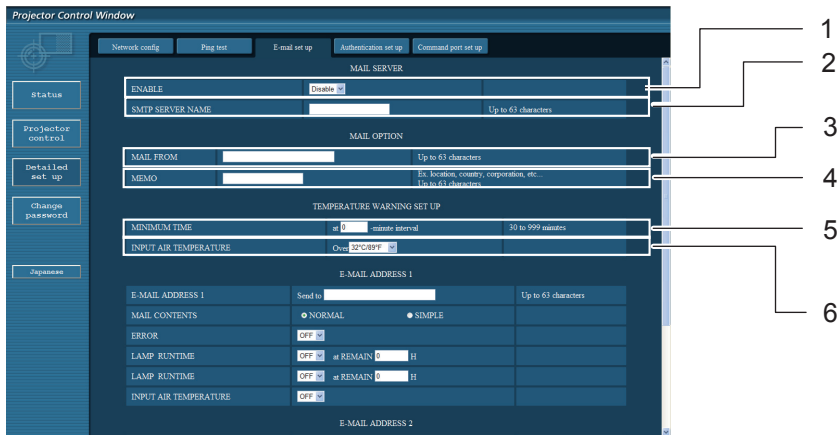 Projector Control Window
Network config Ping test E-mail set up Authentication set up Command port set up
MAIL SERVER
ENABLE Disable
SMTP SERVER NAME Up to 63 characters
MAIL OPTION
MAIL FROM Up to 63 characters
MEMO Ex. location, country, corporation, etc...
Up to 63 characters
TEMPERATURE WARNING SET UP
MINIMUM TIME at 0 -minute interval 30 to 999 minutes
INPUT AIR TEMPERATURE Over 32°C/89°F
E-MAIL ADDRESS 1
E-MAIL ADDRESS 1 Send to Up to 63 characters
MAIL CONTENTS NORMAL SIMPLE
ERROR OFF
LAMP RUNTIME OFF at REMAIN 0 H
LAMP RUNTIME OFF at REMAIN 0 H
INPUT AIR TEMPERATURE OFF
E-MAIL ADDRESS 2
Status
Projector
control
Detailed
set up
Change
password
Japanese
1
2
3
4
5
6